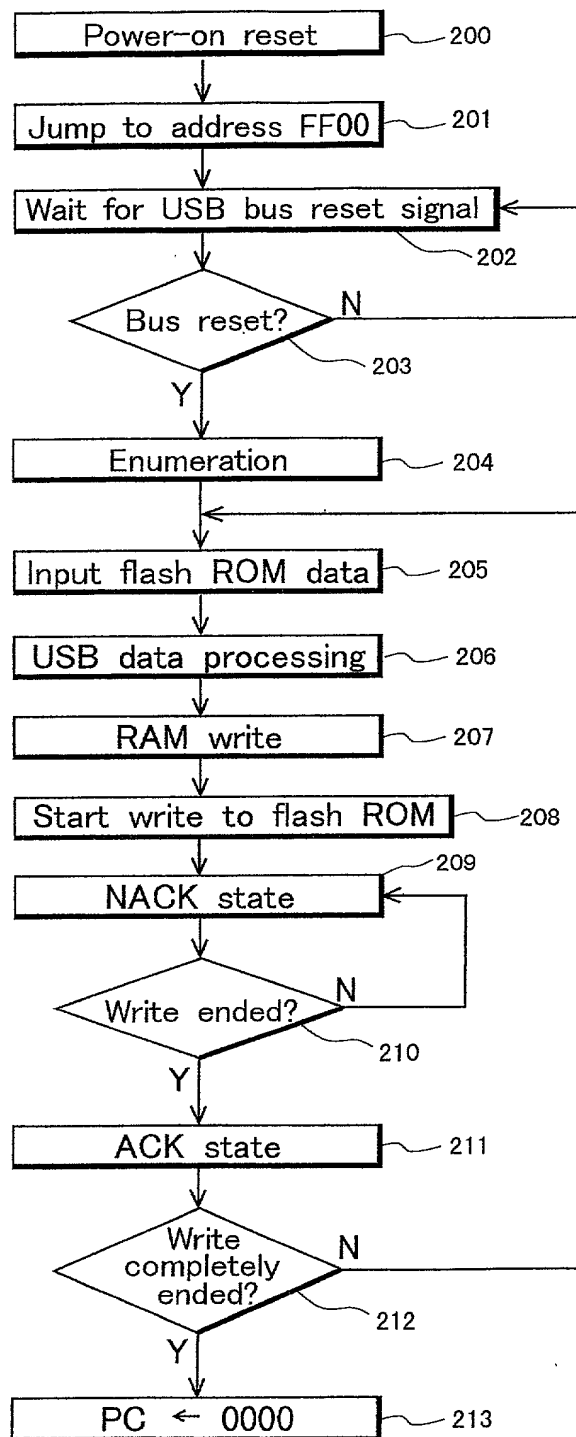 Power-on reset
200
Jump to address FF00
201
Wait for USB bus reset signal
202
Bus reset?
N
203
Y
Enumeration
204
Input flash ROM data
205
USB data processing
206
RAM write
207
Start write to flash ROM
208
209
NACK state
Write ended?
N
210
Y
ACK state
211
Write
completely
ended?
N
212
Y
PC ← 0000
213